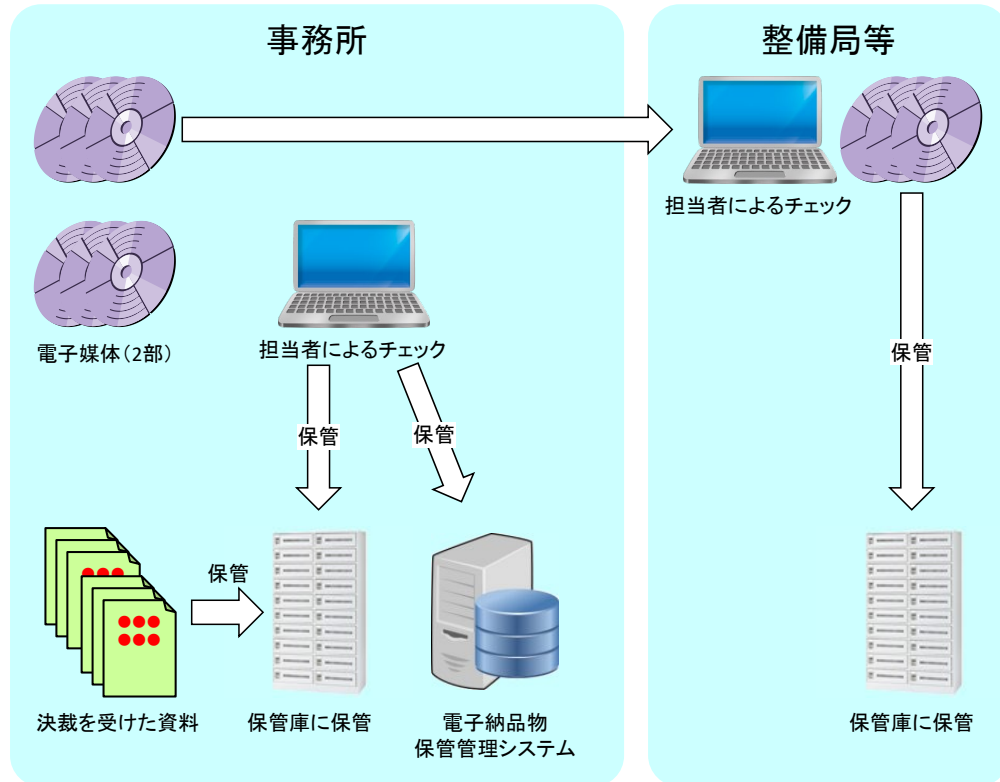 事務所
整備局等
担当者によるチェック
電子媒体（2部）
担当者によるチェック
保管
保管
保管
保管
決裁を受けた資料
保管庫に保管
電子納品物
保管管理システム
保管庫に保管